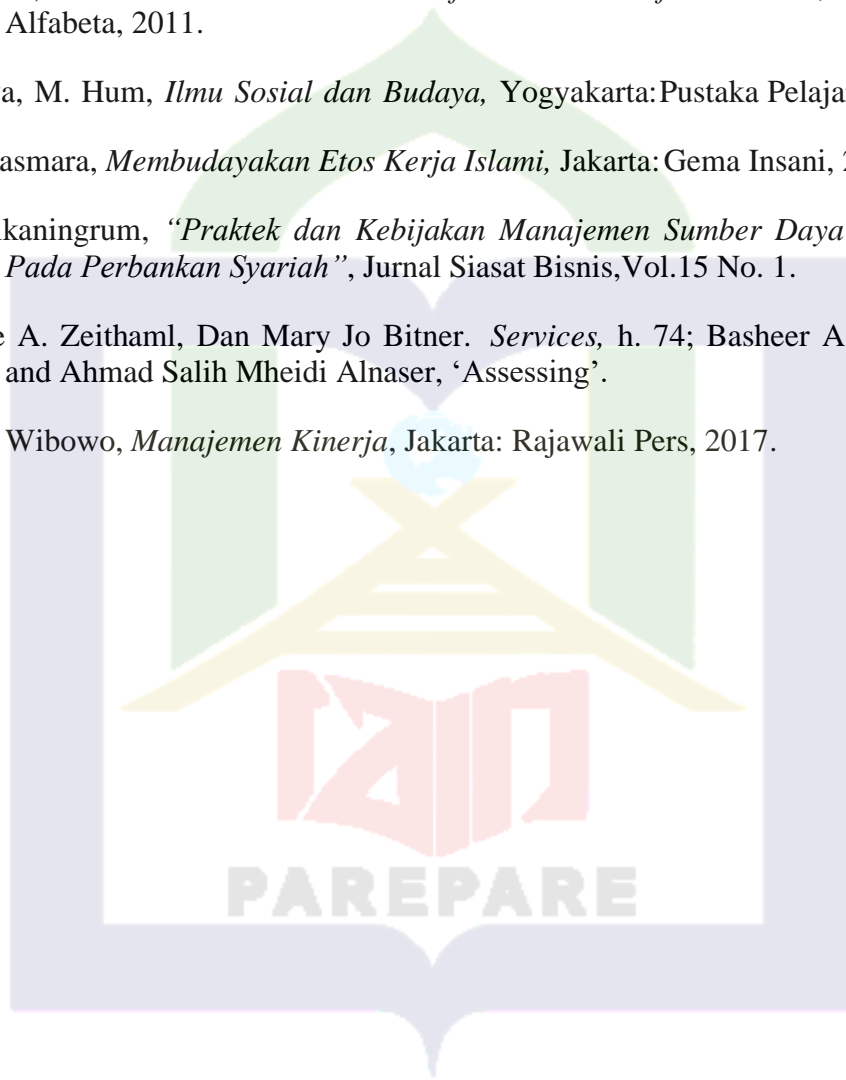 Alfabeta, 2011.
a, M. Hum, Ilmu Sosial dan Budaya, Yogyakarta:Pustaka Pelaja
asmara, Membudayakan Etos Kerja Islami, Jakarta:Gema Insani, 2
kaningrum, “Praktek dan Kebijakan Manajemen Sumber Daya
Pada Perbankan Syariah”, Jurnal Siasat Bisnis,Vol.15 No. 1.
e A. Zeithaml, Dan Mary Jo Bitner. Services, h. 74; Basheer A
and Ahmad Salih Mheidi Alnaser, ‘Assessing’.
Wibowo, Manajemen Kinerja, Jakarta: Rajawali Pers, 2017.
iain
PAREPARE